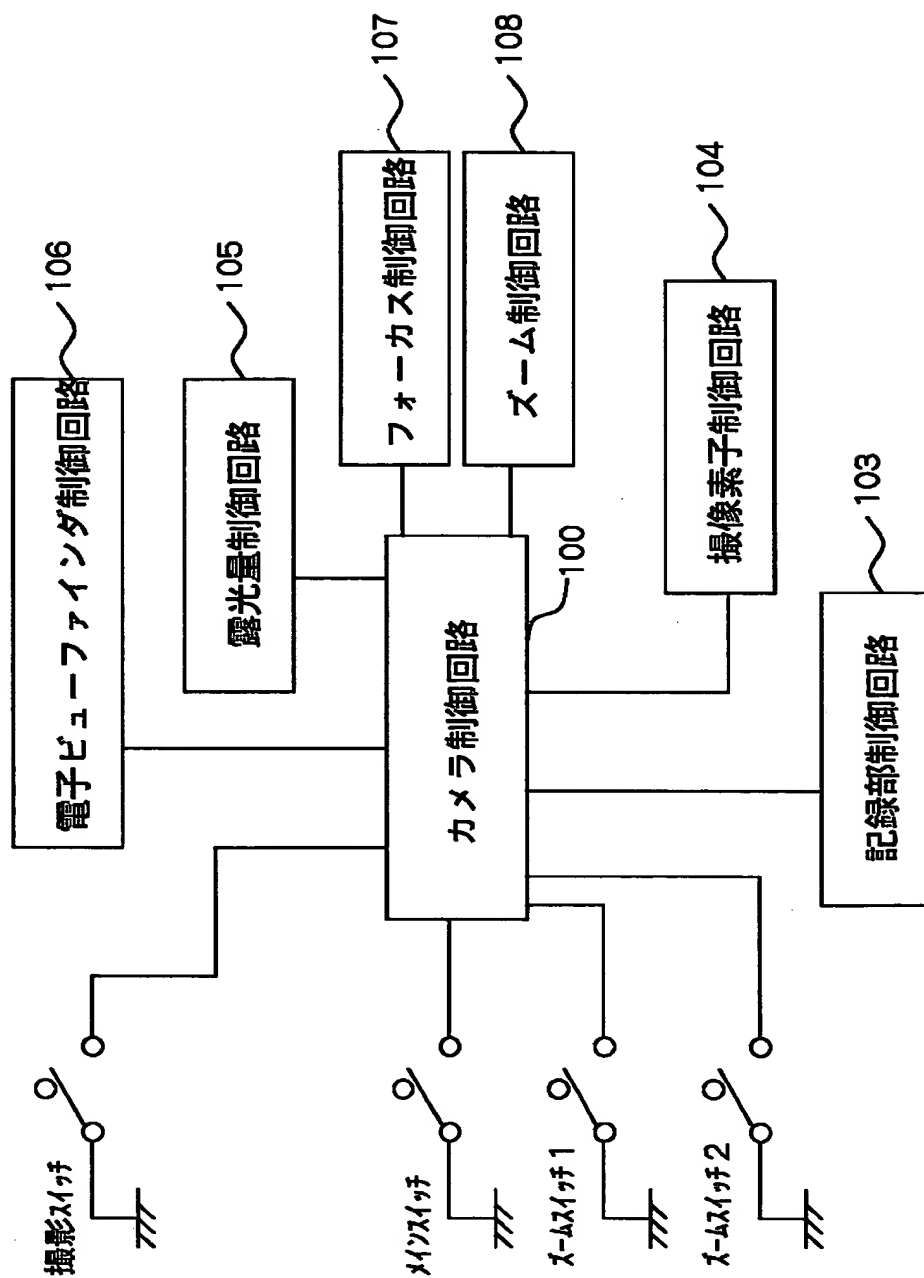 撮影スイッチ
メインスイッチ
ズームスイッチ1
ズームスイッチ2
電子ビューファインダ制御回路
106
露光量制御回路
105
フォーカス制御回路
107
ズーム制御回路
108
カメラ制御回路
100
撮像素子制御回路
104
記録部制御回路
103